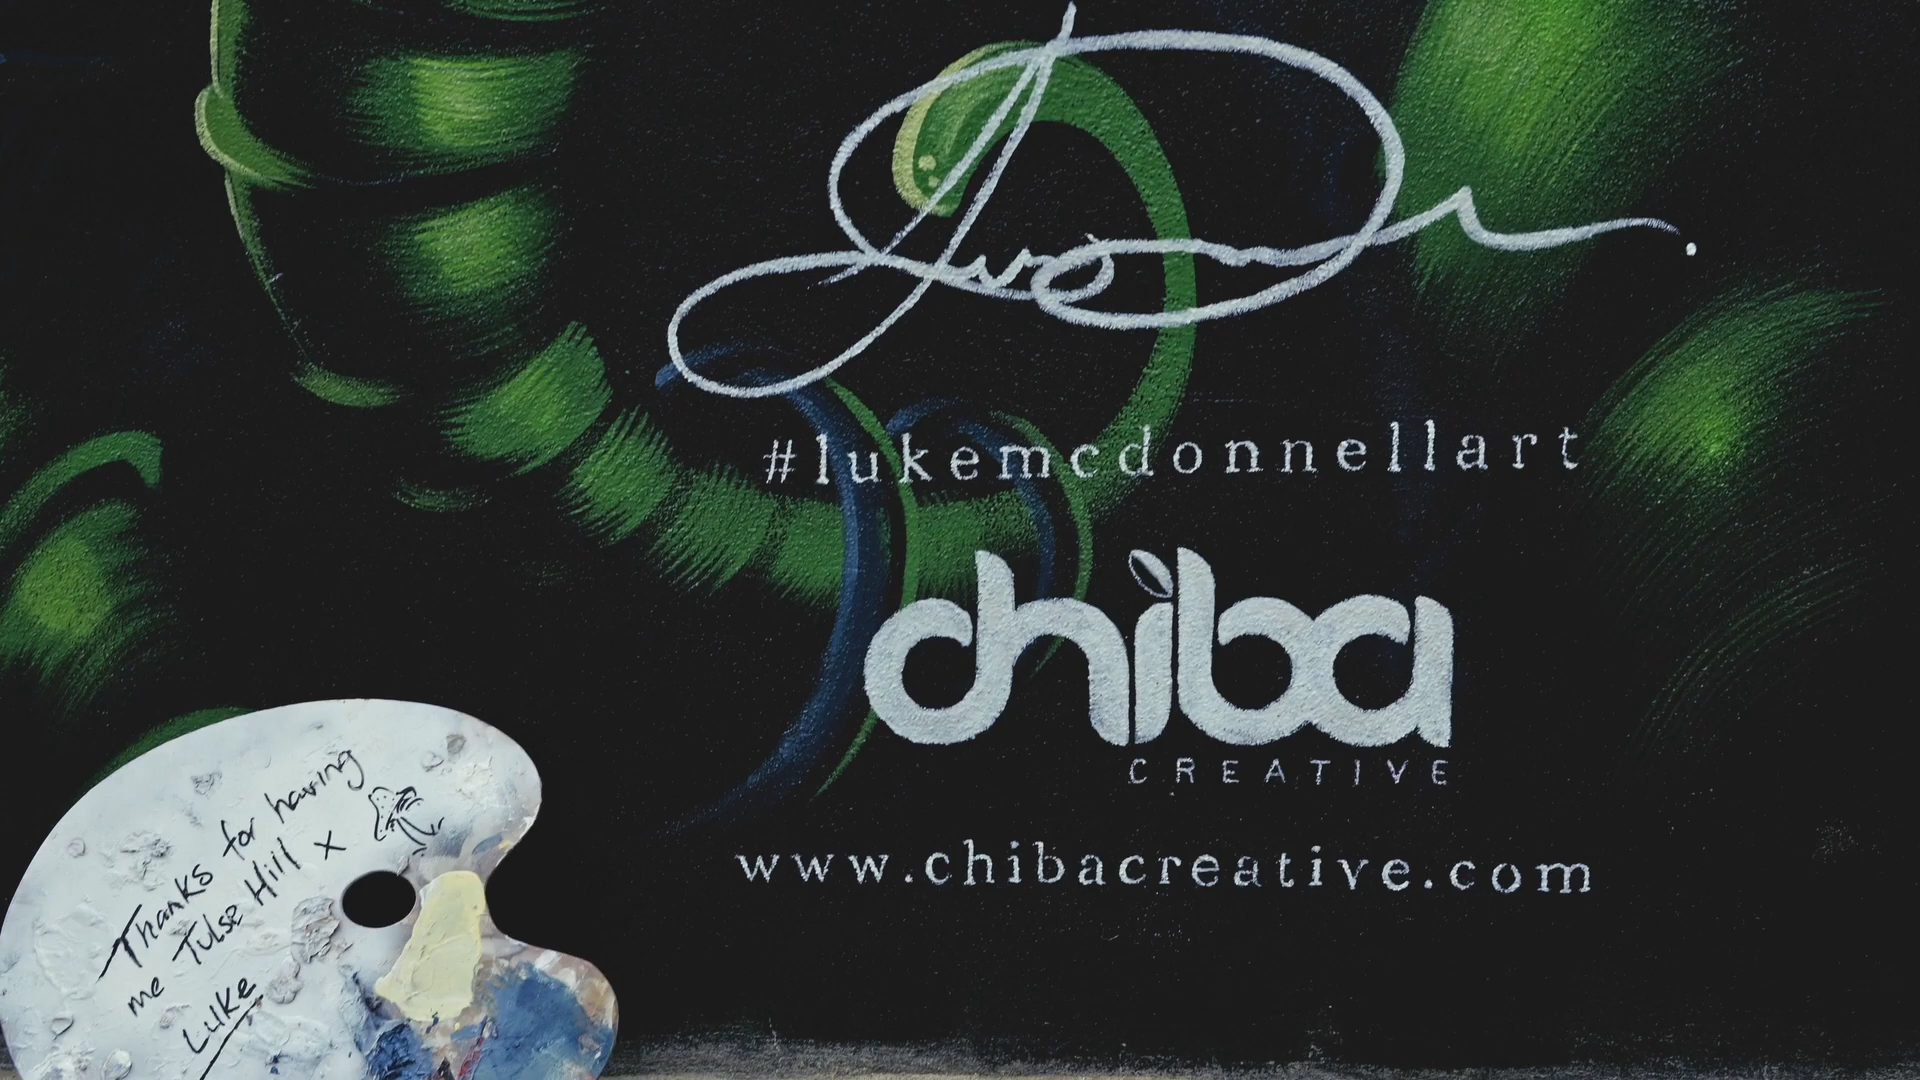 #lukemcdonnellart
chiba
CREATIVE
www.chibacreative.com
Thanks for having
me Tulse Hill x
Luke